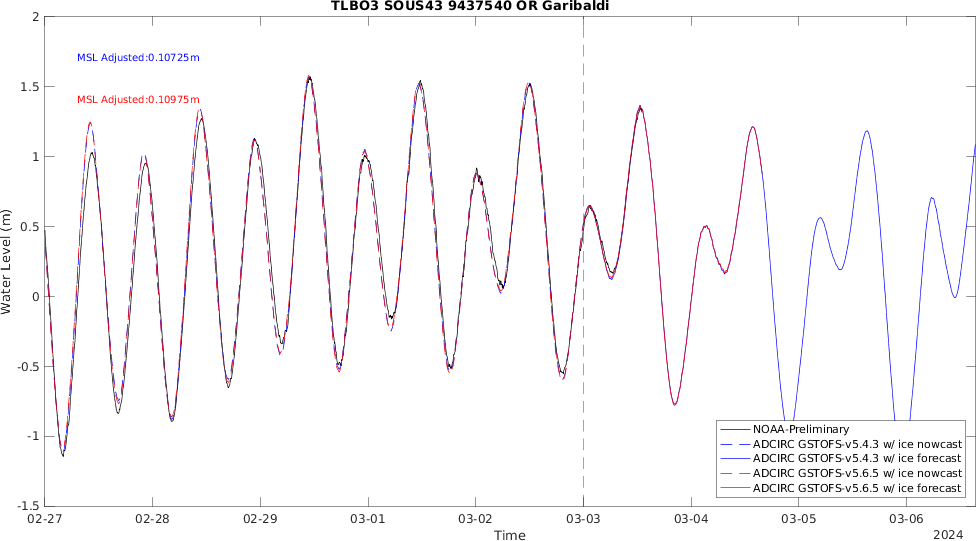 TLBO3 SOUS43 9437540 OR Garibaldi
MSL Adjusted:0.10725m
MSL Adjusted:0.10975m
Water Level (m)
2
1.5
1
0.5
0
-0.5
-1
-1.5
NOAA-Preliminary
ADCIRC GSTOFS-v5.4.3 w/ ice nowcast
ADCIRC GSTOFS-v5.4.3 w/ ice forecast
ADCIRC GSTOFS-v5.6.5 w/ ice nowcast
ADCIRC GSTOFS-v5.6.5 w/ ice forecast
02-27 02-28 02-29 03-01 03-02 03-03 03-04 03-05 03-06
Time
2024